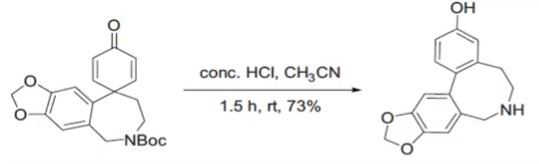 O
O
O
NBoc
conc. HCl, CH3CN
1.5 h, rt, 73%
OH
NH
O
O